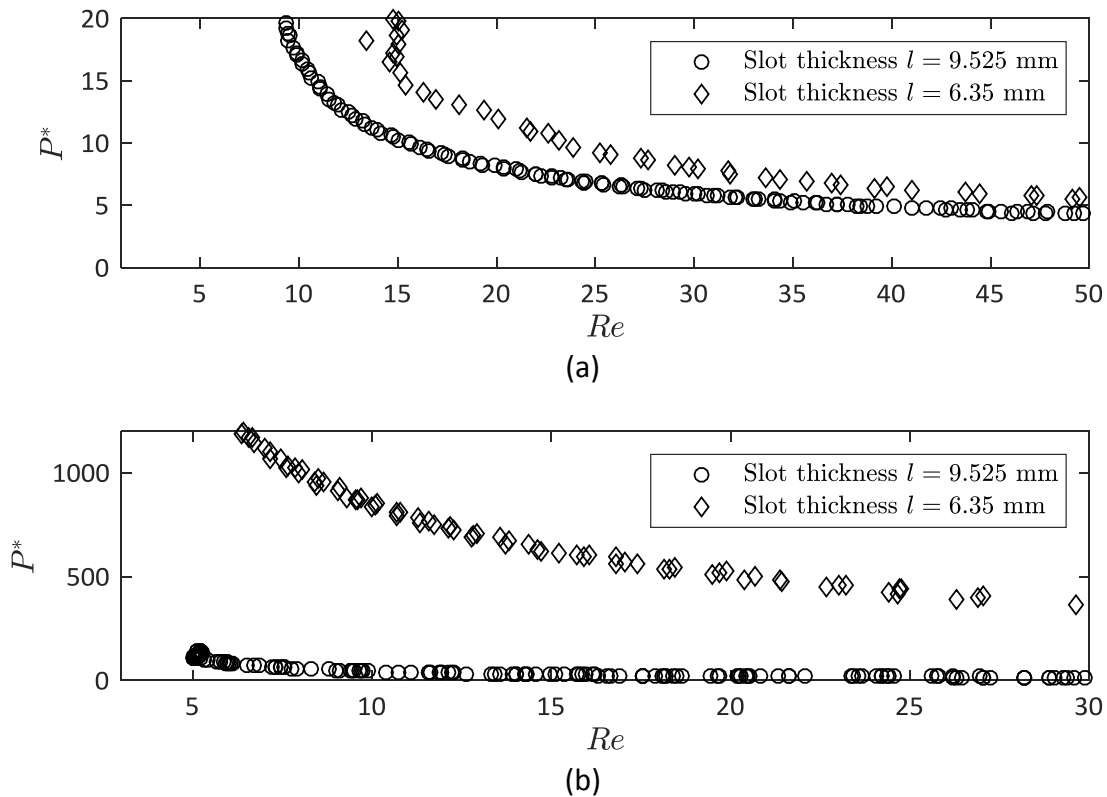 20
15
10
5
0
P*
Slot thickness l = 9.525 mm
Slot thickness l = 6.35 mm
5 10 15 20 25 30 35 40 45 50
Re
(a)
1000
500
0
P*
Slot thickness l = 9.525 mm
Slot thickness l = 6.35 mm
5 10 15 20 25 30
Re
(b)